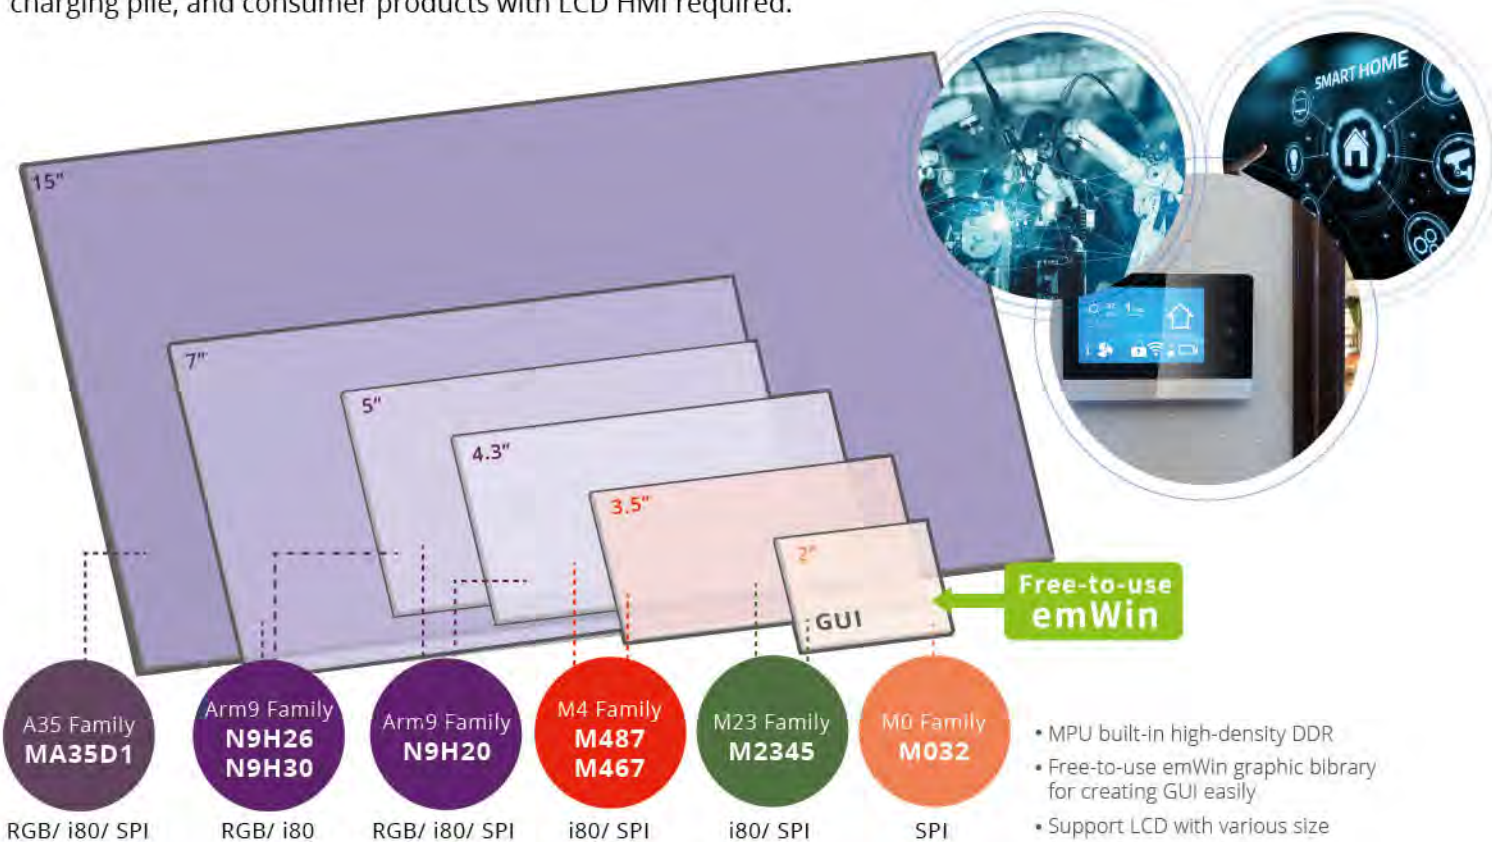 charging pile, and consumer products with LCD HMI required.
SMART HOME
15"
7"
5"
4.3"
3.5"
2"
GUI
Free-to-use
emWin
A35 Family
MA35D1
RGB/ i80/ SPI
Arm9 Family
N9H26
N9H30
RGB/ i80
Arm9 Family
N9H20
RGB/ i80/ SPI
M4 Family
M487
M467
i80/ SPI
M23 Family
M2345
i80/ SPI
M0 Family
M032
SPI
• MPU built-in high-density DDR
• Free-to-use emWin graphic bibrary
for creating GUI easily
• Support LCD with various size